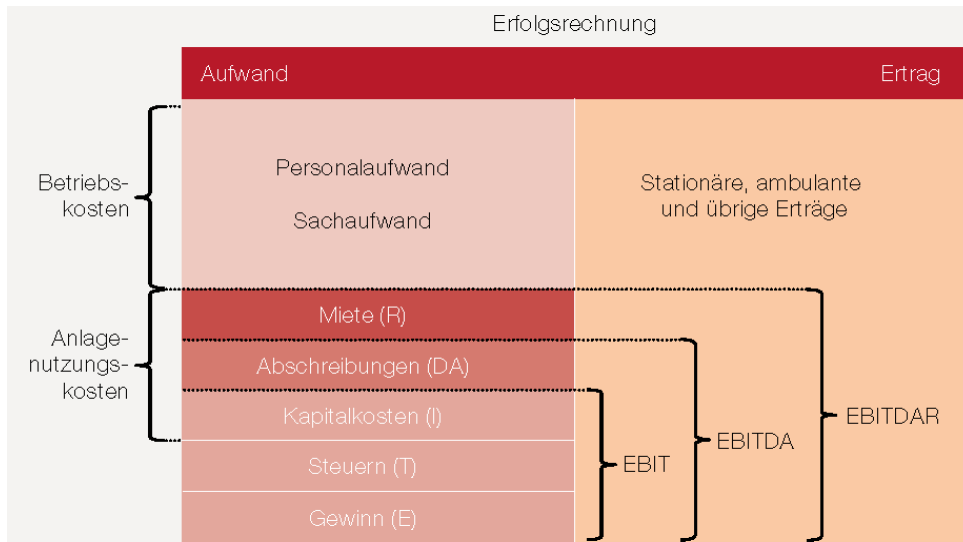 Erfolgsrechnung
Aufwand
Ertrag
Betriebs-
kosten
Personalaufwand
Sachaufwand
Stationäre, ambulante
und übrige Erträge
Anlage-
nutzungs-
kosten
Miete (R)
Abschreibungen (DA)
Kapitalkosten (I)
Steuern (T)
Gewinn (E)
EBIT
EBITDA
EBITDAR